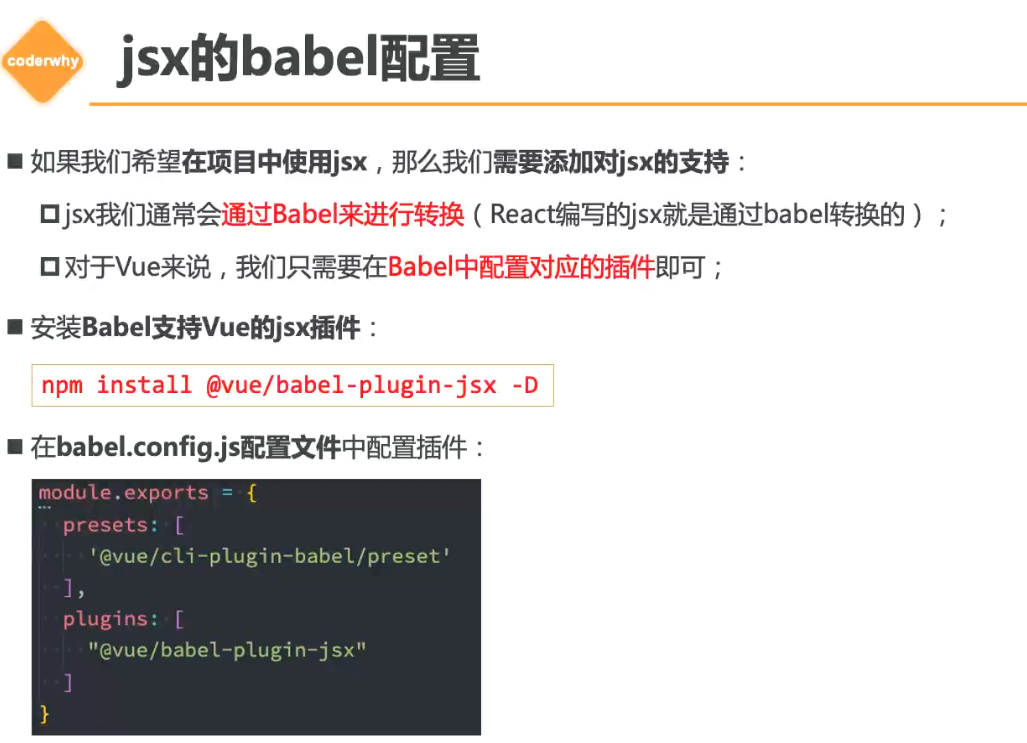 coderwhy
jsx的babel配置
如果我们希望在项目中使用jsx，那么我们需要添加对jsx的支持：
jsx我们通常会通过Babel来进行转换（React编写的jsx就是通过babel转换的）；
对于Vue来说，我们只需要在Babel中配置对应的插件即可；
安装Babel支持Vue的jsx插件：
npm install @vue/babel-plugin-jsx -D
在babel.config.js配置文件中配置插件：
module.exports = {
  presets: [
    '@vue/cli-plugin-babel/preset'
  ],
  plugins: [
    "@vue/babel-plugin-jsx"
  ]
}